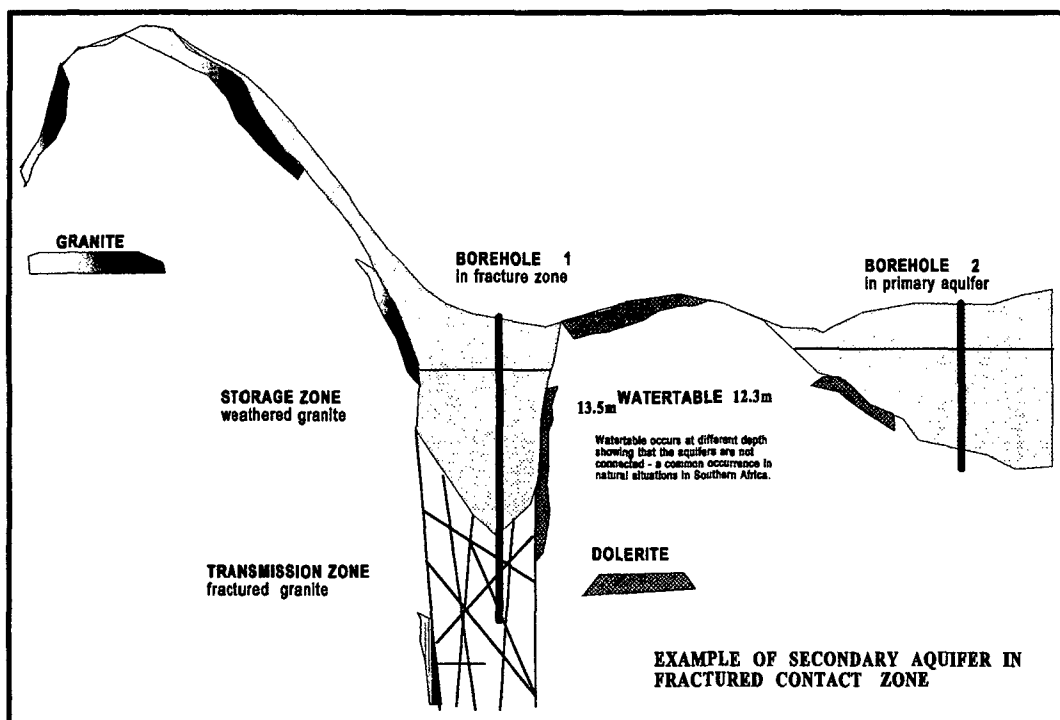 GRANITE
BOREHOLE 1
in fracture zone
BOREHOLE 2
in primary aquifer
STORAGE ZONE
weathered granite
13.5m WATERTABLE 12.3m
Watertable occurs at different depth
showing that the aquifers are not
connected - a common occurrence in
natural situations in Southern Africa.
TRANSMISSION ZONE
fractured granite
DOLERITE
EXAMPLE OF SECONDARY AQUIFER IN
FRACTURED CONTACT ZONE